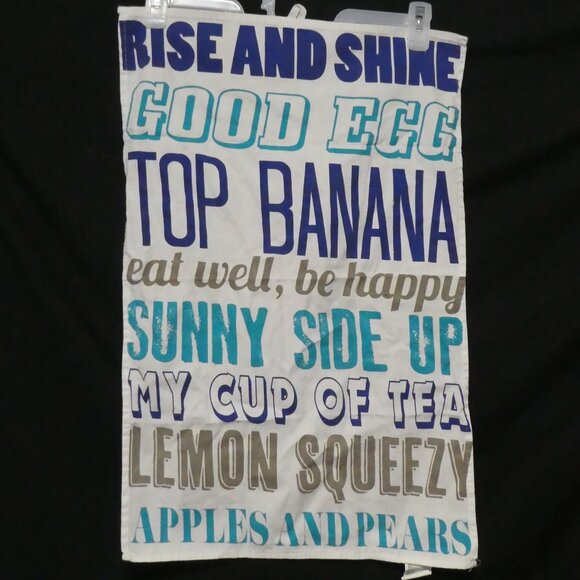 RISE AND SHINE
GOOD EGG
TOP BANANA
eat well, be happy
SUNNY SIDE UP
MY CUP OF TEA
LEMON SQUEEZY
APPLES AND PEARS